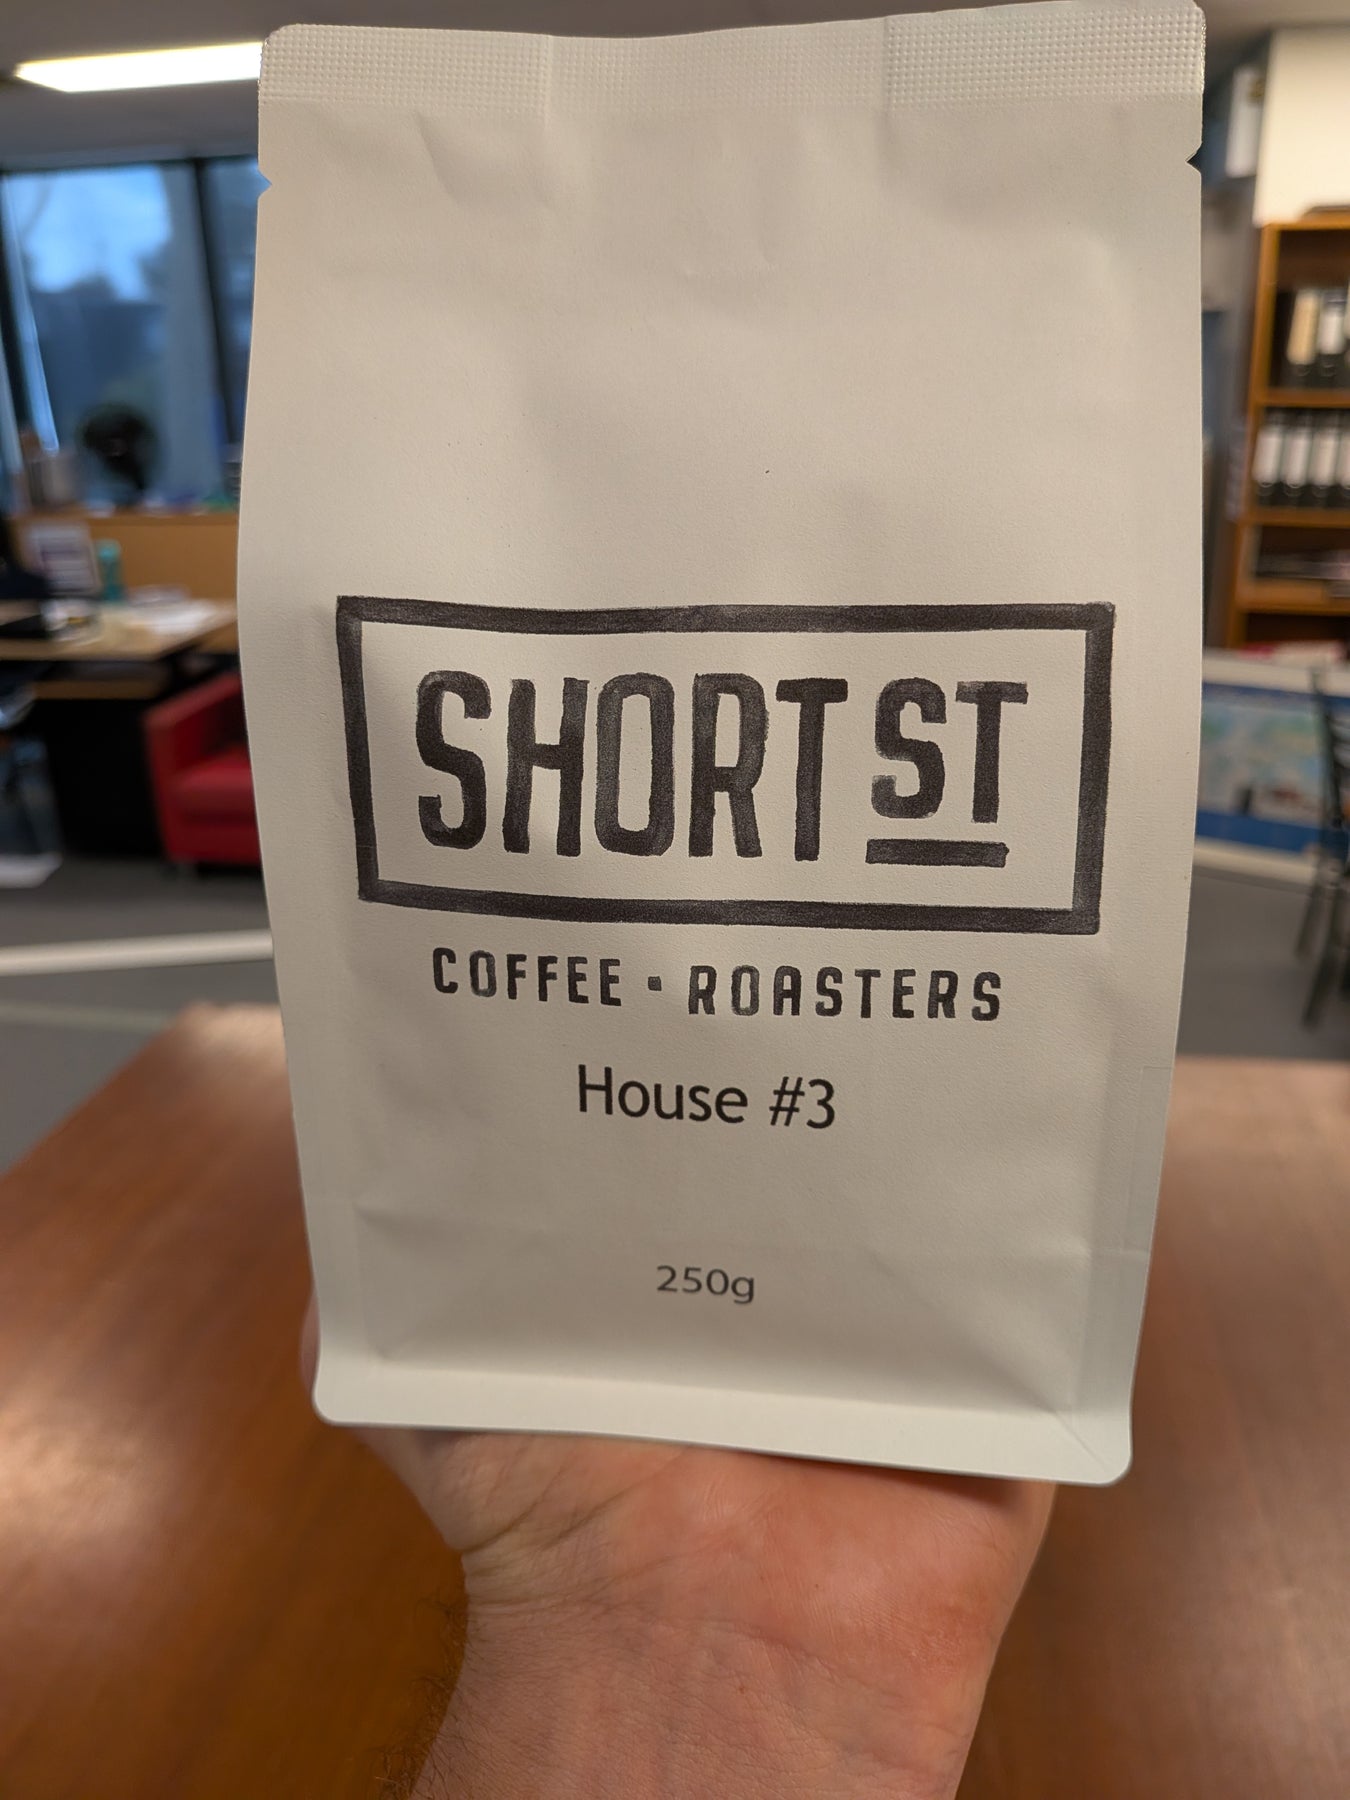 SHORT ST
COFFEE · ROASTERS
House #3
250g